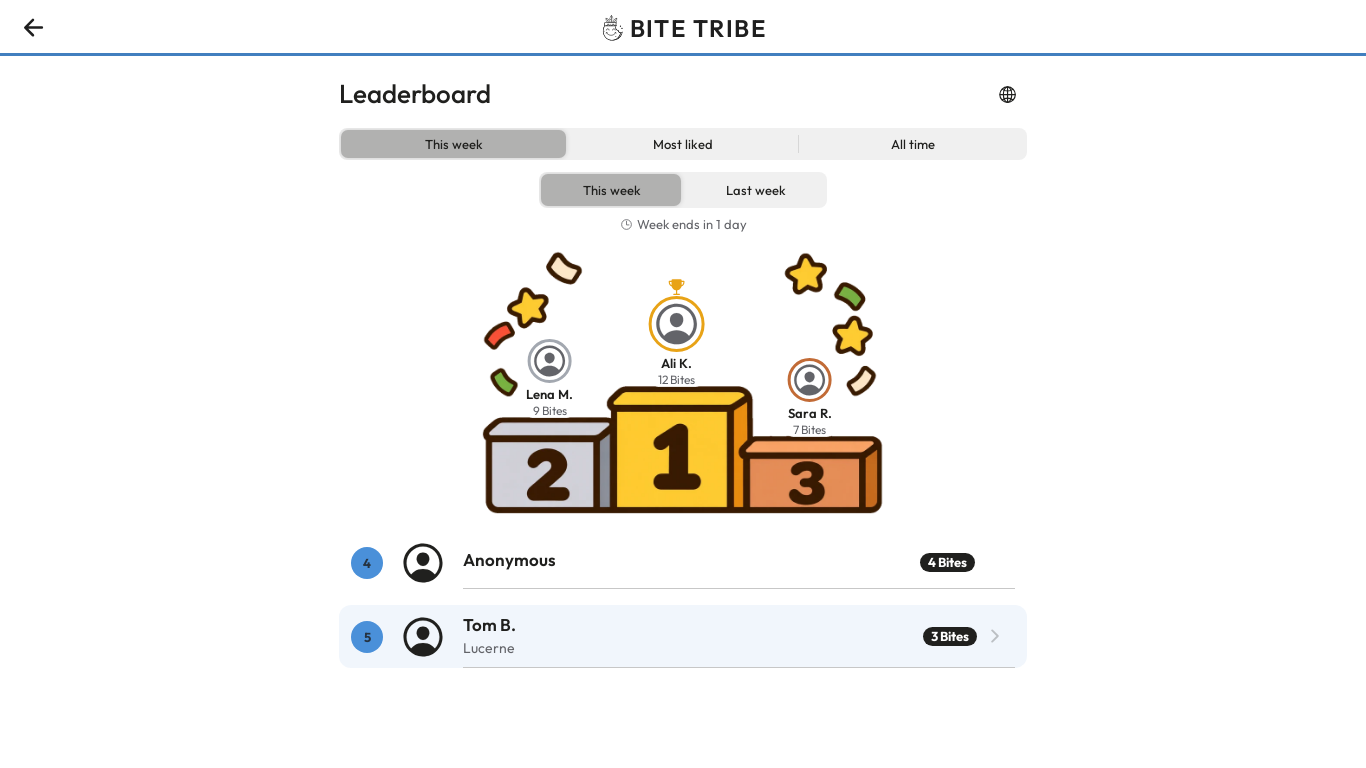 BITE TRIBE
Leaderboard
This week
Most liked
All time
This week
Last week
Week ends in 1 day
Ali K.
12 Bites
Lena M.
9 Bites
Sara R.
7 Bites
2
1
3
4
Anonymous
4 Bites
5
Tom B.
Lucerne
3 Bites